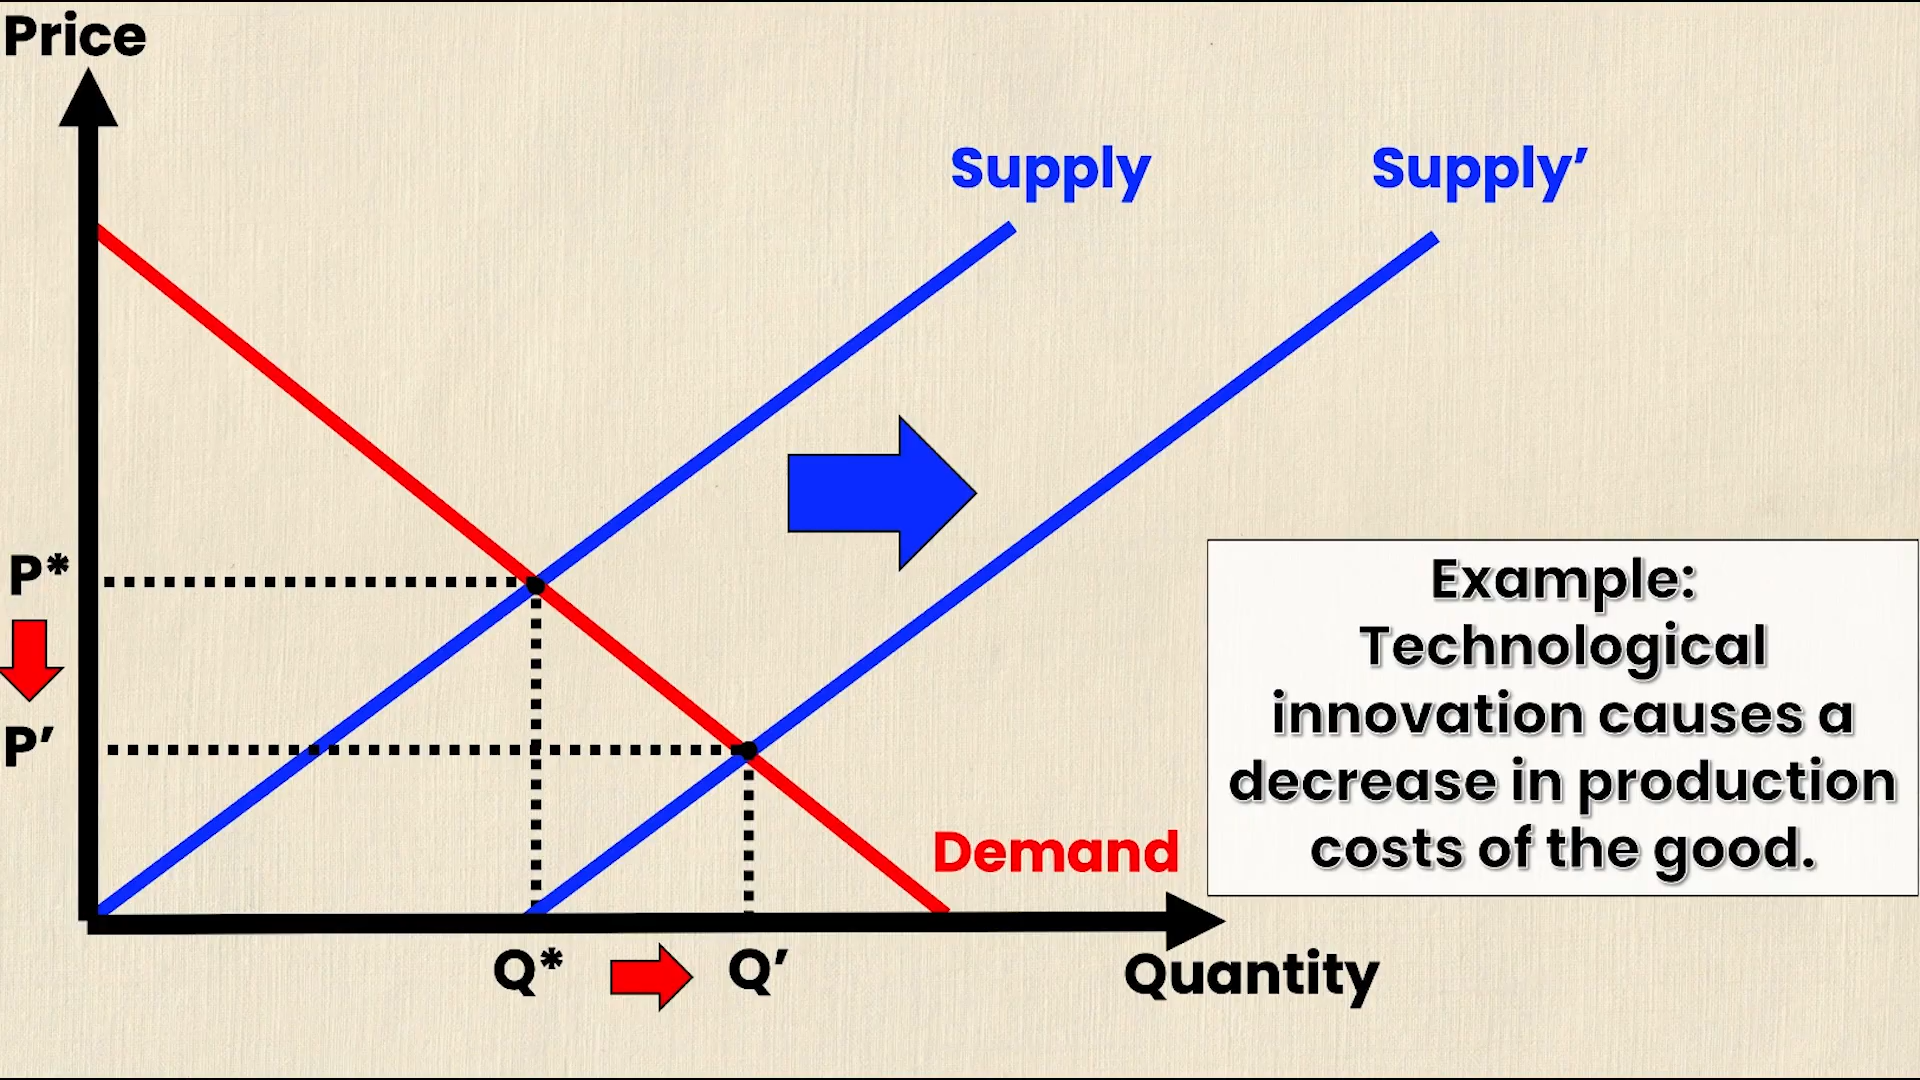 Price
Supply
Supply’
P*
P’
Example:
Technological
innovation causes a
decrease in production
costs of the good.
Demand
Q*
Q’
Quantity